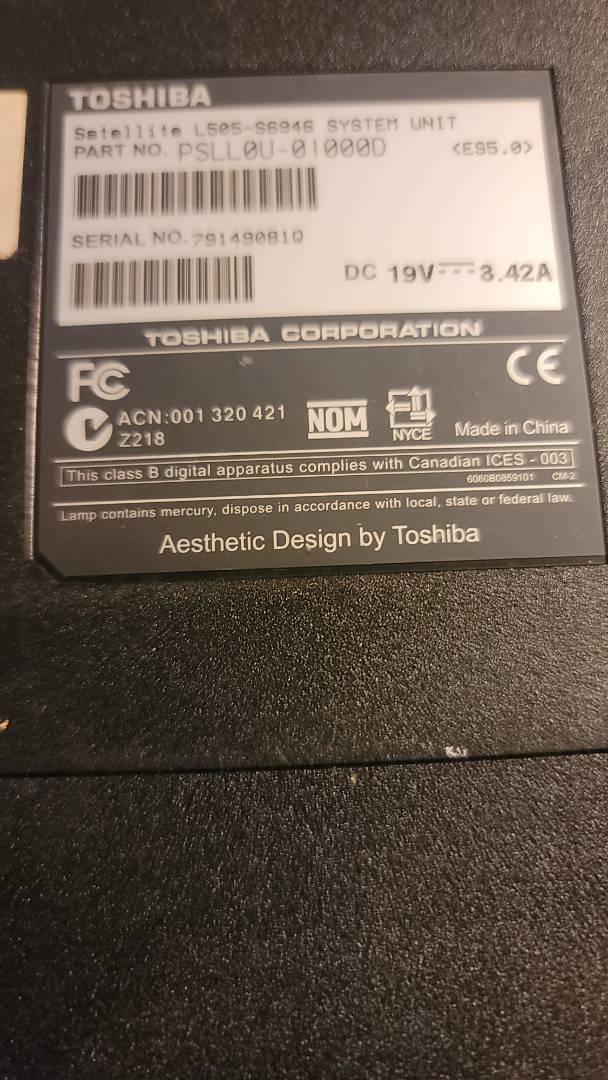 TOSHIBA
Satellite L505-S6946 SYSTEM UNIT
PART NO. PSLL0U-01000D <ES5.0>
SERIAL NO. 79149081Q
DC 19V 3.42A
TOSHIBA CORPORATION
FC CE
ACN:001 320 421
Z218
NOM
NYCE
Made in China
This class B digital apparatus complies with Canadian ICES - 003
6060B0859101 CM-2
Lamp contains mercury, dispose in accordance with local, state or federal law.
Aesthetic Design by Toshiba